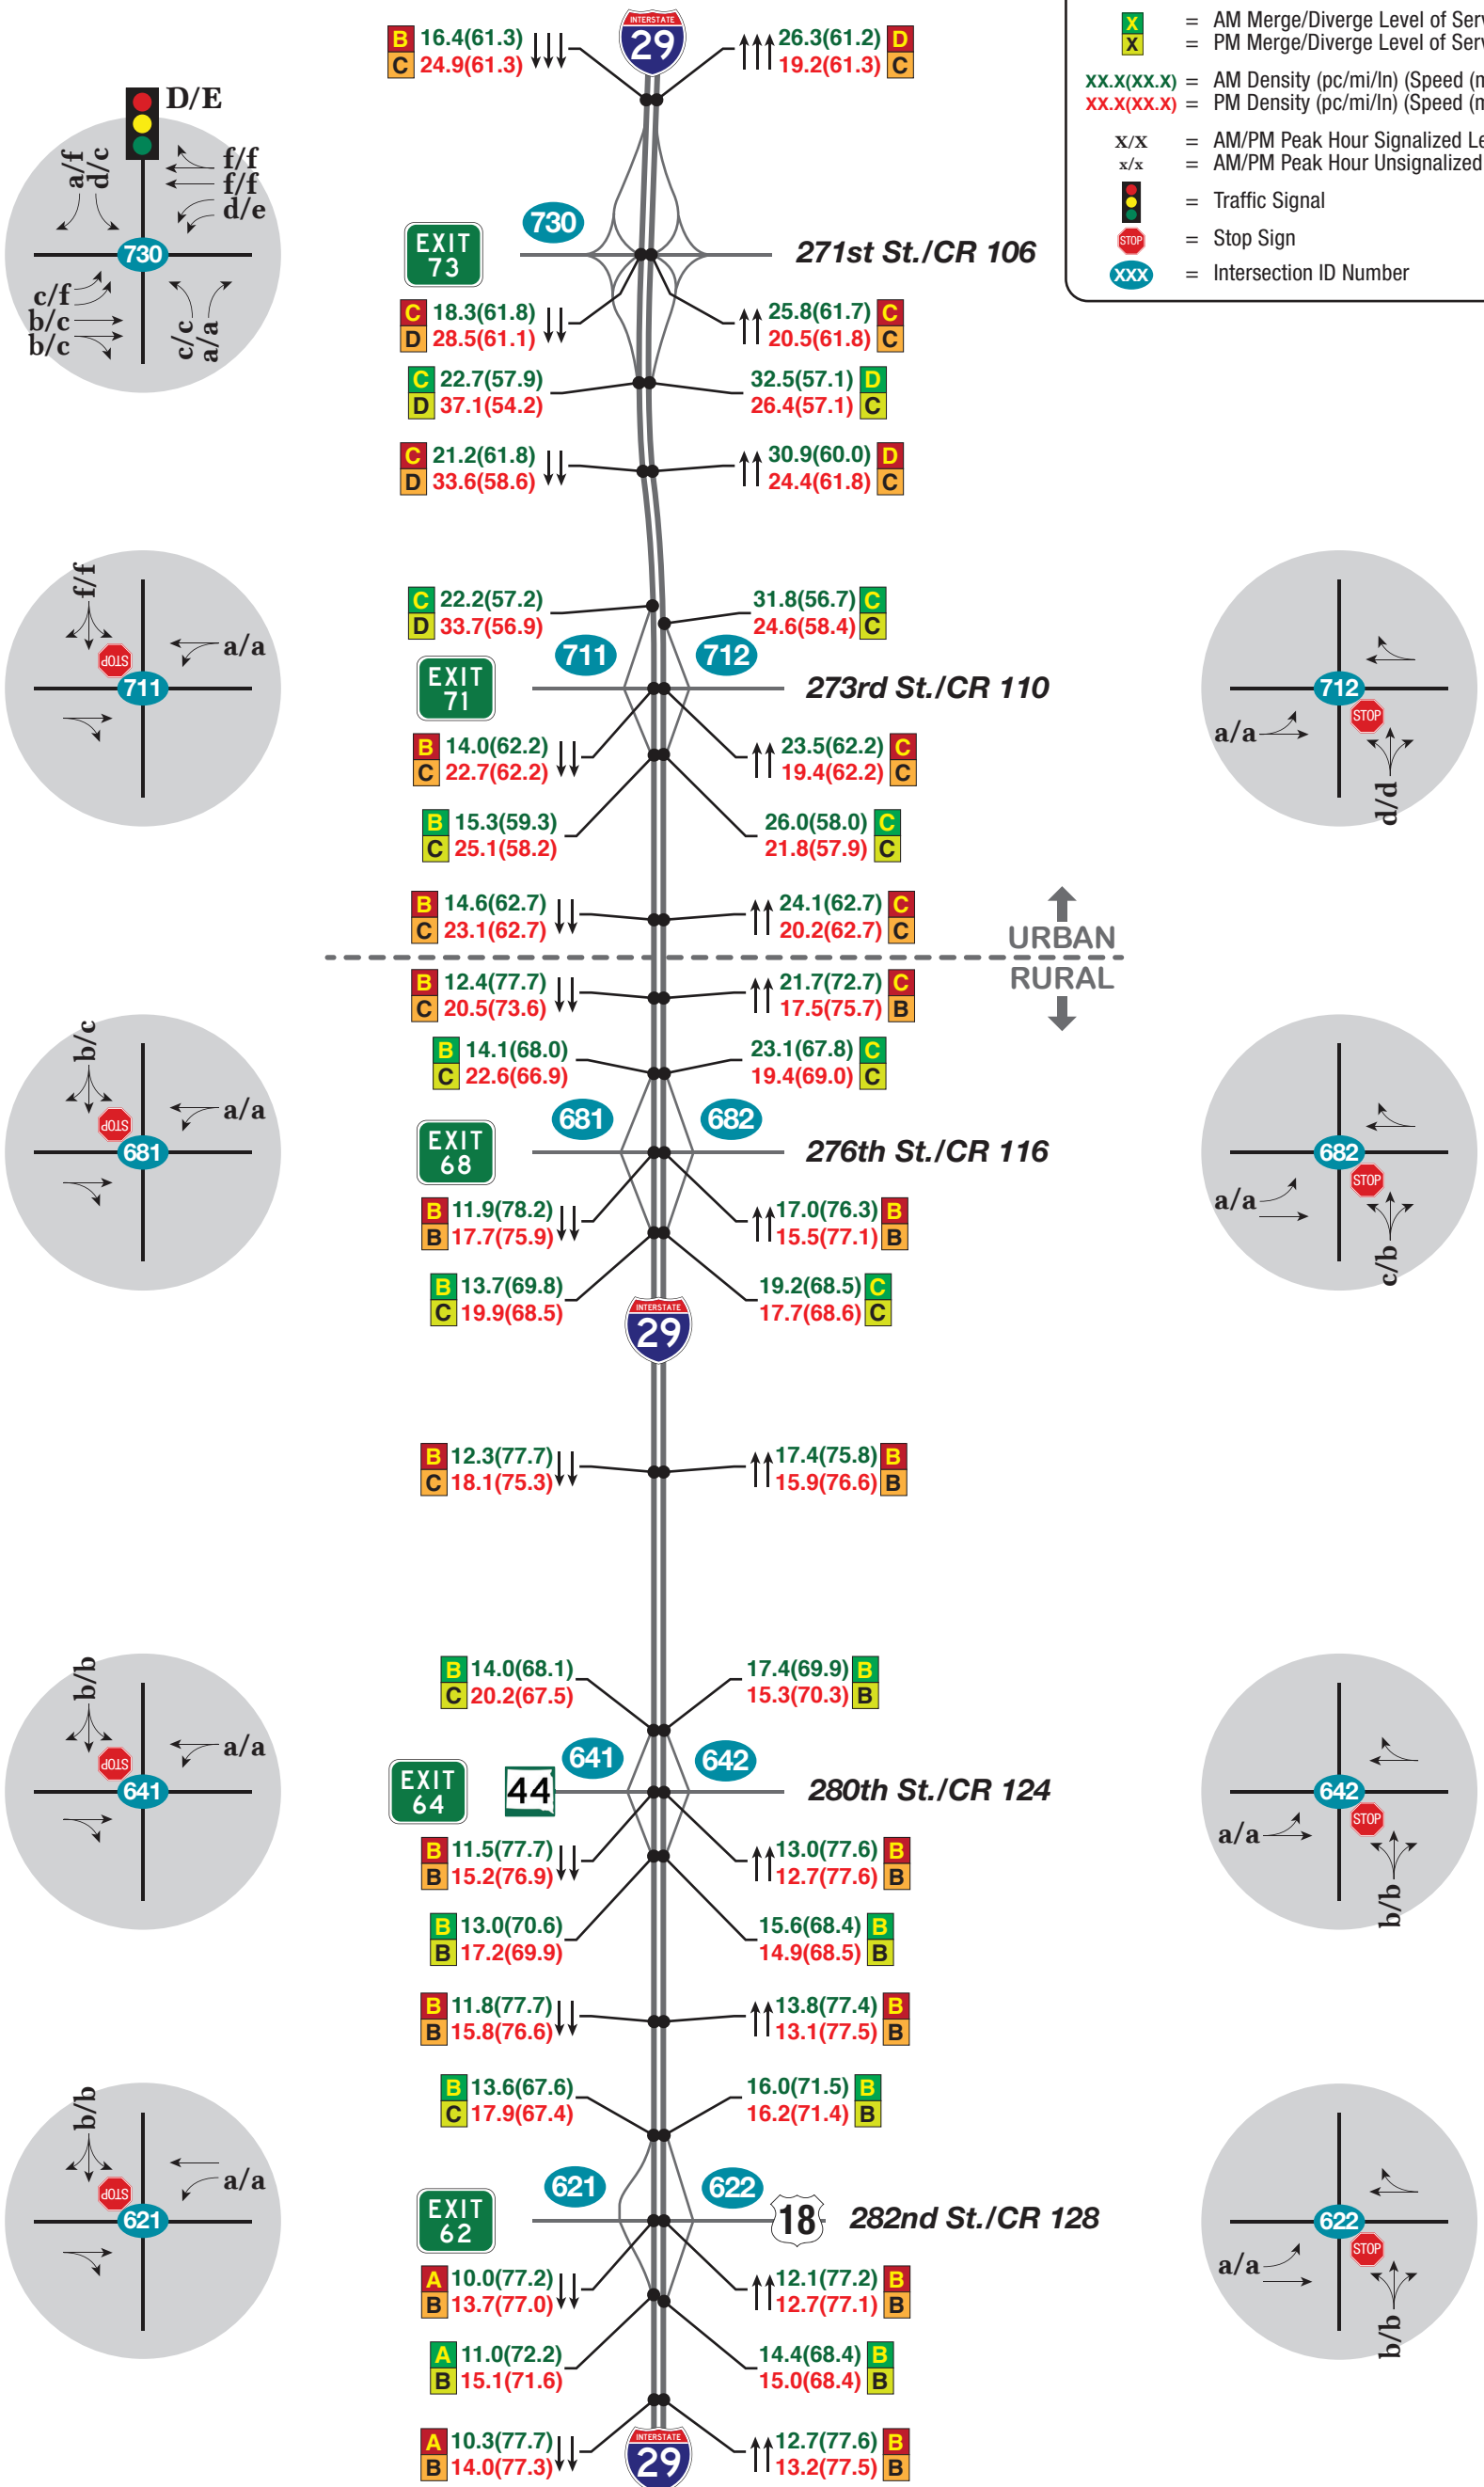 X = AM Merge/Diverge Level of Serv
X = PM Merge/Diverge Level of Serv
XX.X(XX.X) = AM Density (pc/mi/ln) (Speed (m
XX.X(XX.X) = PM Density (pc/mi/ln) (Speed (m
X/X = AM/PM Peak Hour Signalized Le
x/x = AM/PM Peak Hour Unsignalized
= Traffic Signal
STOP = Stop Sign
XXX = Intersection ID Number
INTERSTATE
29
B 16.4(61.3)
C 24.9(61.3)
26.3(61.2) D
19.2(61.3) C
D/E
a/f
d/c
f/f
f/f
d/e
730
c/f
b/c
b/c
c/c
a/a
730
EXIT
73
271st St./CR 106
C 18.3(61.8)
D 28.5(61.1)
25.8(61.7) C
20.5(61.8) C
C 22.7(57.9)
D 37.1(54.2)
32.5(57.1) D
26.4(57.1) C
C 21.2(61.8)
D 33.6(58.6)
30.9(60.0) D
24.4(61.8) C
f/f
STOP
a/a
711
C 22.2(57.2)
D 33.7(56.9)
31.8(56.7) C
24.6(58.4) C
711
712
EXIT
71
273rd St./CR 110
712
STOP
a/a
d/d
B 14.0(62.2)
C 22.7(62.2)
23.5(62.2) C
19.4(62.2) C
B 15.3(59.3)
C 25.1(58.2)
26.0(58.0) C
21.8(57.9) C
B 14.6(62.7)
C 23.1(62.7)
24.1(62.7) C
20.2(62.7) C
URBAN
RURAL
B 12.4(77.7)
C 20.5(73.6)
21.7(72.7) C
17.5(75.7) B
b/c
STOP
a/a
681
B 14.1(68.0)
C 22.6(66.9)
23.1(67.8) C
19.4(69.0) C
681
682
EXIT
68
276th St./CR 116
682
STOP
a/a
c/b
B 11.9(78.2)
B 17.7(75.9)
17.0(76.3) B
15.5(77.1) B
B 13.7(69.8)
C 19.9(68.5)
19.2(68.5) C
17.7(68.6) C
INTERSTATE
29
B 12.3(77.7)
C 18.1(75.3)
17.4(75.8) B
15.9(76.6) B
b/b
STOP
a/a
641
B 14.0(68.1)
C 20.2(67.5)
17.4(69.9) B
15.3(70.3) B
641
642
EXIT
64
44
280th St./CR 124
642
STOP
a/a
b/b
B 11.5(77.7)
B 15.2(76.9)
13.0(77.6) B
12.7(77.6) B
B 13.0(70.6)
B 17.2(69.9)
15.6(68.4) B
14.9(68.5) B
B 11.8(77.7)
B 15.8(76.6)
13.8(77.4) B
13.1(77.5) B
b/b
STOP
a/a
621
B 13.6(67.6)
C 17.9(67.4)
16.0(71.5) B
16.2(71.4) B
621
622
EXIT
62
18
282nd St./CR 128
622
STOP
a/a
b/b
A 10.0(77.2)
B 13.7(77.0)
12.1(77.2) B
12.7(77.1) B
A 11.0(72.2)
B 15.1(71.6)
14.4(68.4) B
15.0(68.4) B
A 10.3(77.7)
B 14.0(77.3)
12.7(77.6) B
13.2(77.5) B
INTERSTATE
29